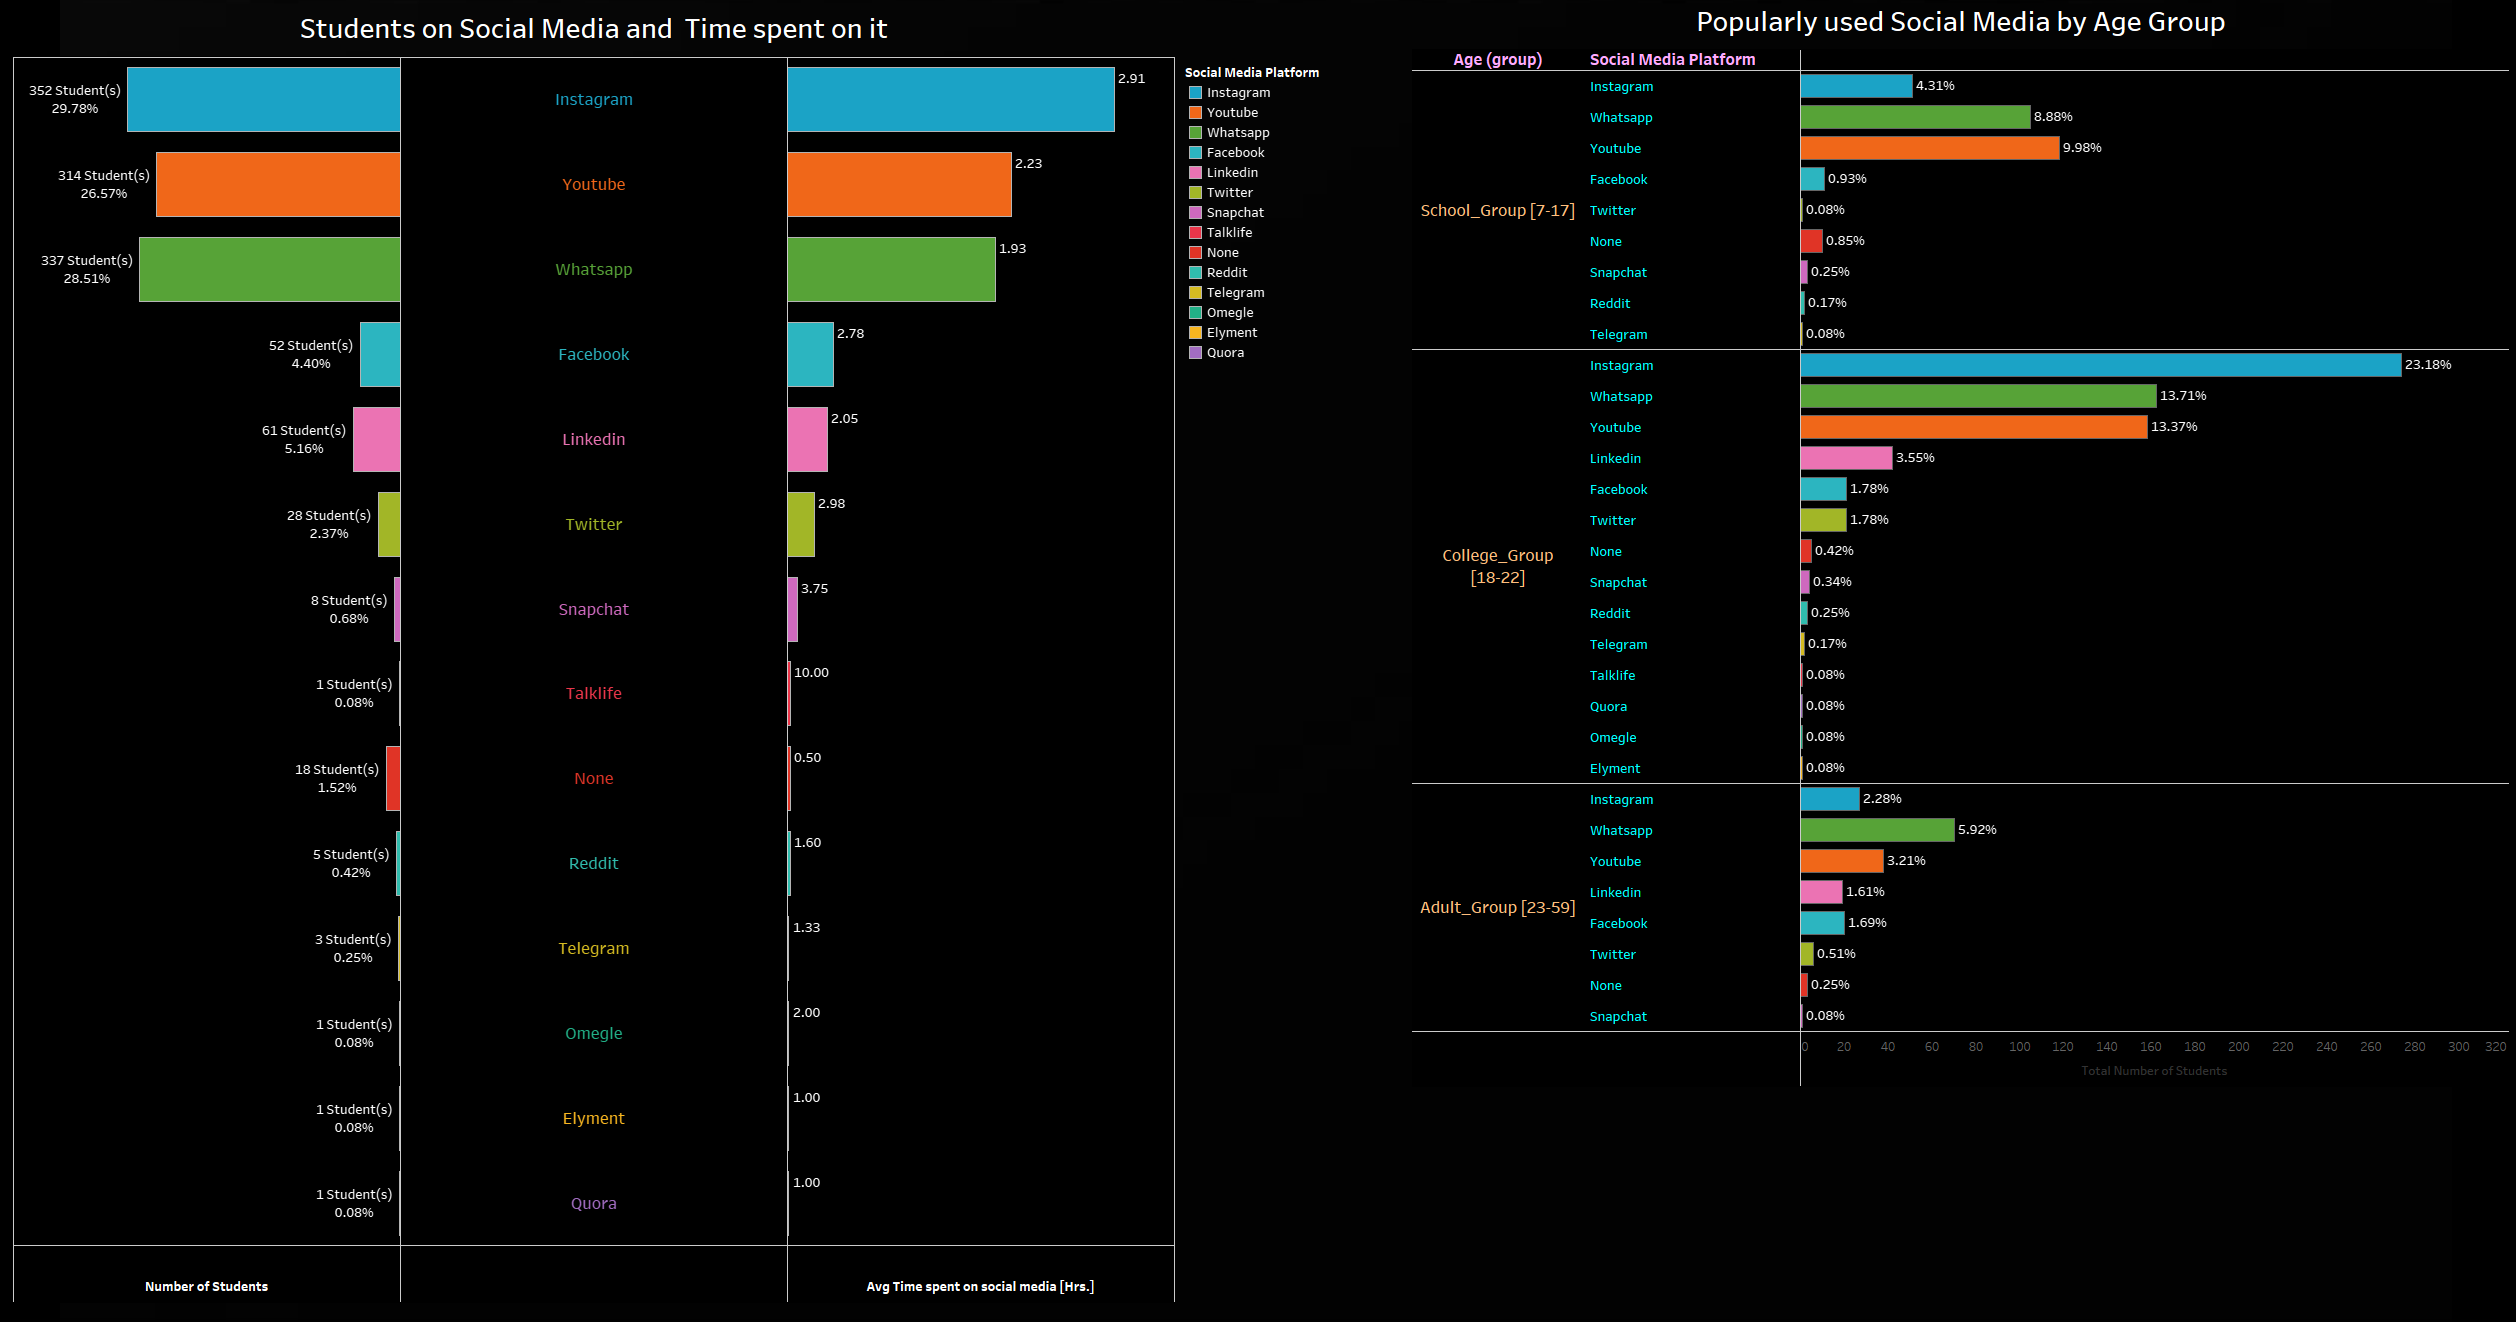 Students on Social Media and  Time spent on it
352 Student(s)
29.78%
Instagram
2.91
314 Student(s)
26.57%
Youtube
2.23
337 Student(s)
28.51%
Whatsapp
1.93
52 Student(s)
4.40%
Facebook
2.78
61 Student(s)
5.16%
Linkedin
2.05
28 Student(s)
2.37%
Twitter
2.98
8 Student(s)
0.68%
Snapchat
3.75
1 Student(s)
0.08%
Talklife
10.00
18 Student(s)
1.52%
None
0.50
5 Student(s)
0.42%
Reddit
1.60
3 Student(s)
0.25%
Telegram
1.33
1 Student(s)
0.08%
Omegle
2.00
1 Student(s)
0.08%
Elyment
1.00
1 Student(s)
0.08%
Quora
1.00
Number of Students
Avg Time spent on social media [Hrs.]
Social Media Platform
Instagram
Youtube
Whatsapp
Facebook
Linkedin
Twitter
Snapchat
Talklife
None
Reddit
Telegram
Omegle
Elyment
Quora
Popularly used Social Media by Age Group
Age (group) Social Media Platform
School_Group [7-17]
Instagram 4.31%
Whatsapp 8.88%
Youtube 9.98%
Facebook 0.93%
Twitter 0.08%
None 0.85%
Snapchat 0.25%
Reddit 0.17%
Telegram 0.08%
College_Group
[18-22]
Instagram 23.18%
Whatsapp 13.71%
Youtube 13.37%
Linkedin 3.55%
Facebook 1.78%
Twitter 1.78%
None 0.42%
Snapchat 0.34%
Reddit 0.25%
Telegram 0.17%
Talklife 0.08%
Quora 0.08%
Omegle 0.08%
Elyment 0.08%
Adult_Group [23-59]
Instagram 2.28%
Whatsapp 5.92%
Youtube 3.21%
Linkedin 1.61%
Facebook 1.69%
Twitter 0.51%
None 0.25%
Snapchat 0.08%
0 20 40 60 80 100 120 140 160 180 200 220 240 260 280 300 320
Total Number of Students